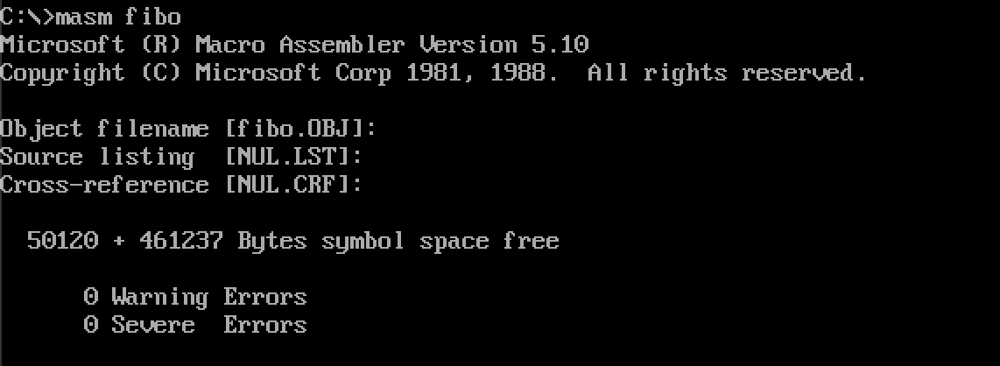 C:\>masm fibo
Microsoft (R) Macro Assembler Version 5.10
Copyright (C) Microsoft Corp 1981, 1988.  All rights reserved.
Object filename [fibo.OBJ]:
Source listing  [NUL.LST]:
Cross-reference [NUL.CRF]:
50120 + 461237 Bytes symbol space free
0 Warning Errors
0 Severe  Errors